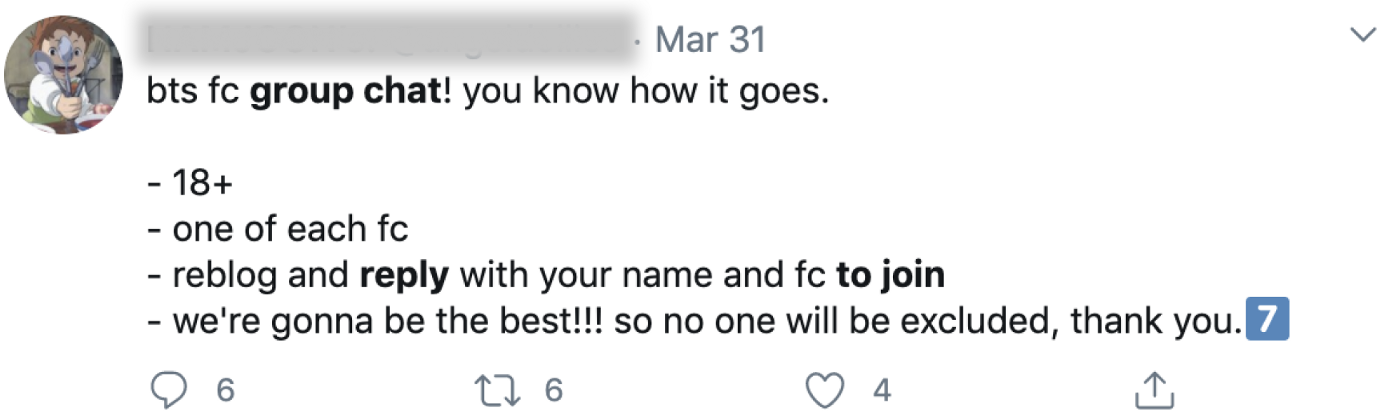 · Mar 31
bts fc group chat! you know how it goes.
- 18+
- one of each fc
- reblog and reply with your name and fc to join
- we're gonna be the best!!! so no one will be excluded, thank you. 7️⃣
6 6 4